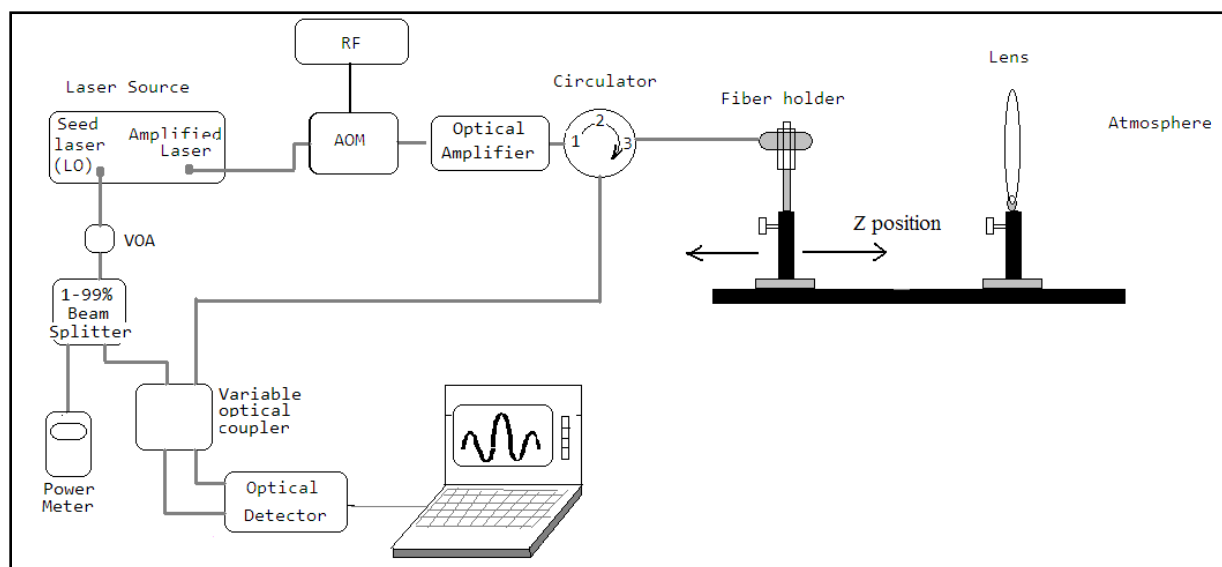 RF
Laser Source
Seed
laser
(LO)
Amplified
Laser
AOM
Optical
Amplifier
Circulator
1
2
3
Fiber holder
Lens
Atmosphere
Z position
VOA
1-99%
Beam
Splitter
Variable
optical
coupler
Power
Meter
Optical
Detector